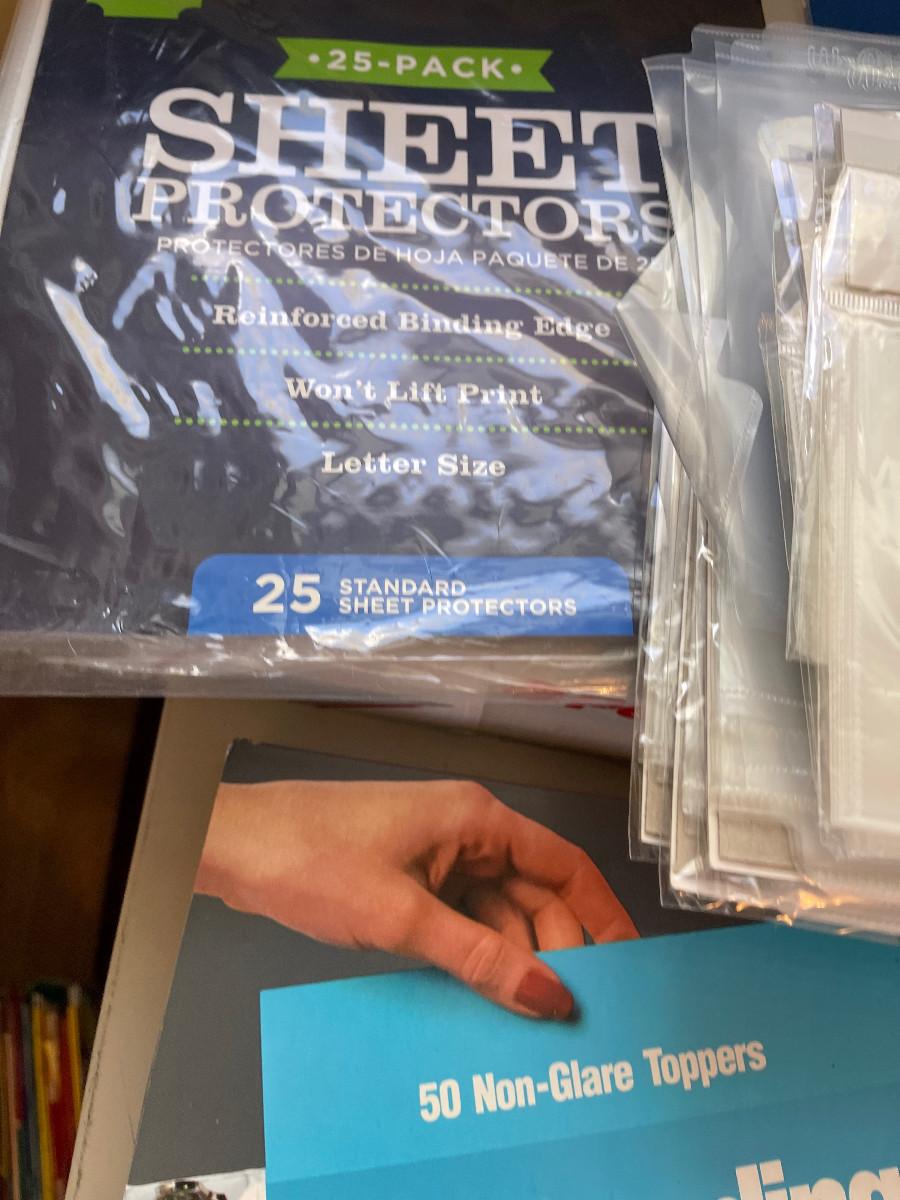 •25-PACK•
SHEET
PROTECTORS
PROTECTORES DE HOJA PAQUETE DE 2
Reinforced Binding Edge
Won't Lift Print
Letter Size
25 STANDARD
SHEET PROTECTORS
50 Non-Glare Toppers